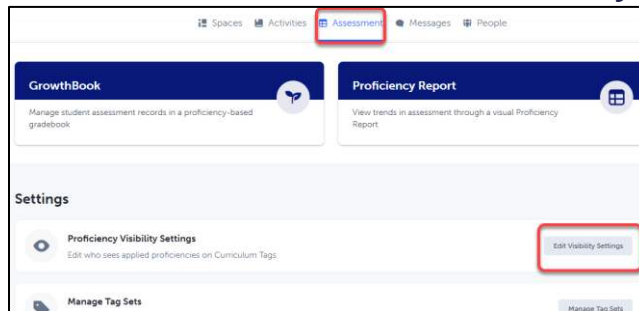 Spaces Activities Assessment Messages People
GrowthBook
Manage student assessment records in a proficiency-based
gradebook
Proficiency Report
View trends in assessment through a visual Proficiency
Report
Settings
Proficiency Visibility Settings
Edit who sees applied proficiencies on Curriculum Tags
Edit Visibility Settings
Manage Tag Sets
Manage Tag Sets